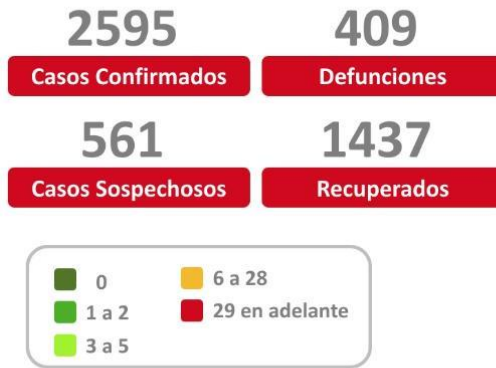 2595 409
Casos Confirmados Defunciones
561 1437
Casos Sospechosos Recuperados
0 6 a 28
1 a 2 29 en adelante
3 a 5